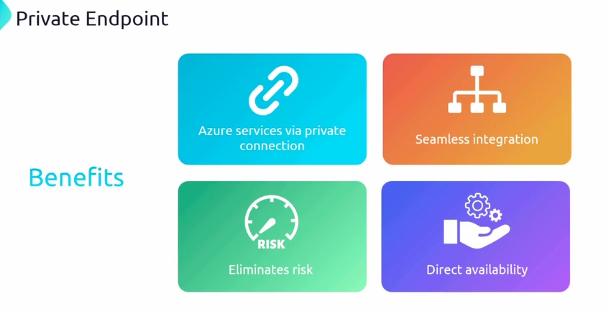 Private Endpoint
Benefits
Azure services via private
connection
Seamless integration
RISK
Eliminates risk
Direct availability